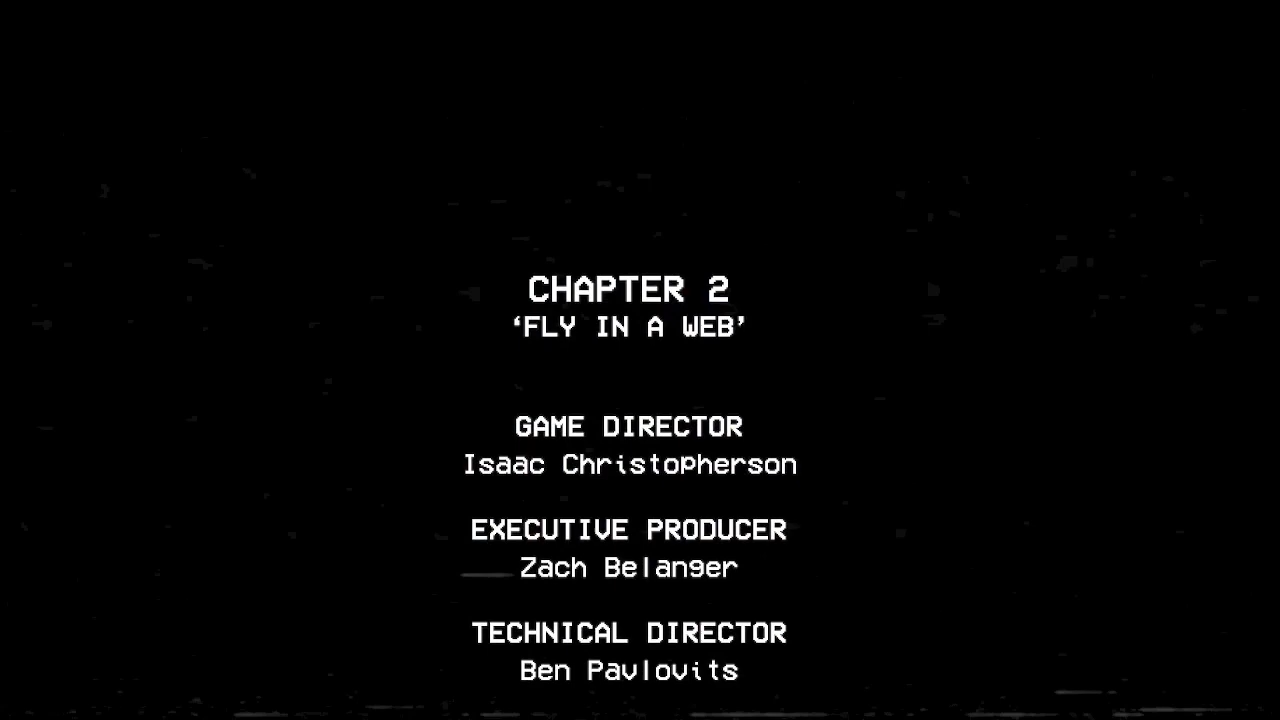 CHAPTER 2
‘FLY IN A WEB’
GAME DIRECTOR
Isaac Christopherson
EXECUTIVE PRODUCER
Zach Belanger
TECHNICAL DIRECTOR
Ben Pavlovits